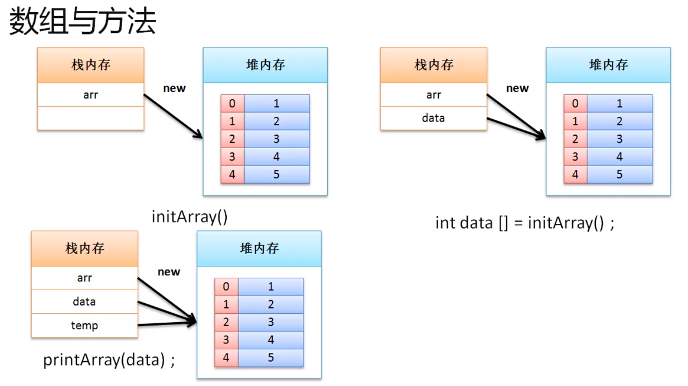 数组与方法
栈内存
arr
new
堆内存
0 1
1 2
2 3
3 4
4 5
initArray()
栈内存
arr
data
new
堆内存
0 1
1 2
2 3
3 4
4 5
int data [] = initArray() ;
栈内存
arr
data
temp
new
堆内存
0 1
1 2
2 3
3 4
4 5
printArray(data) ;